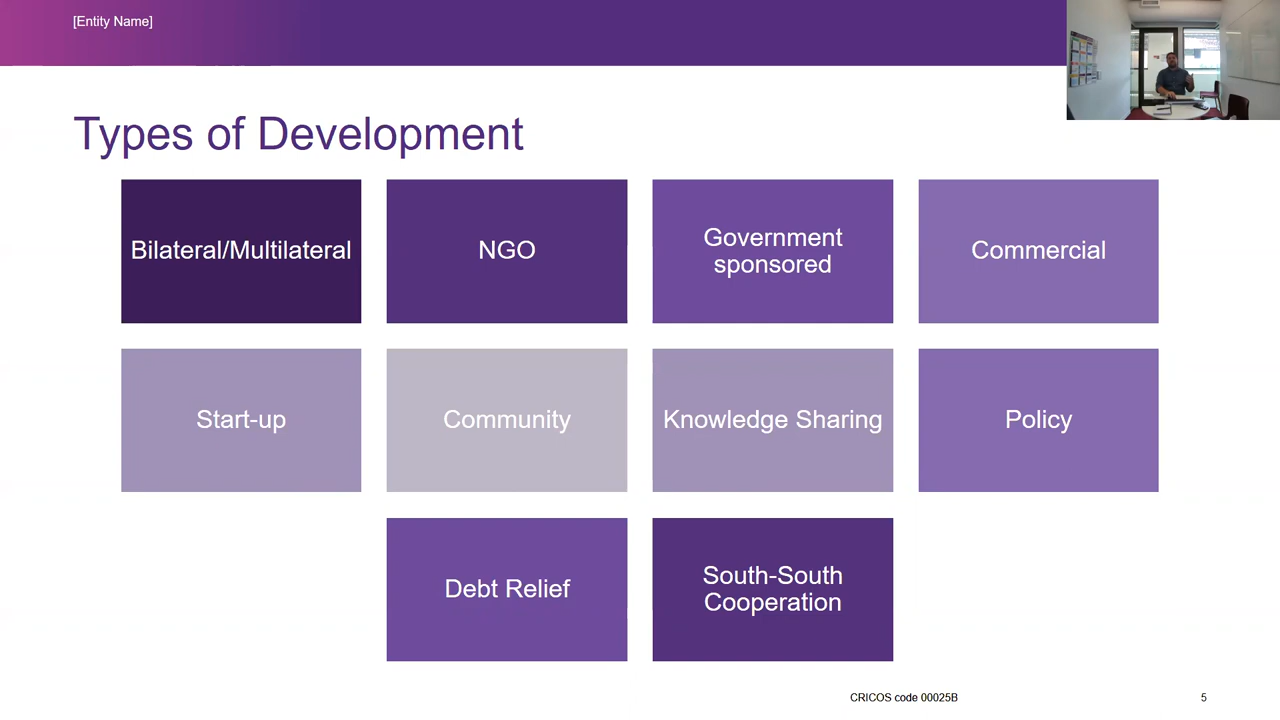 [Entity Name]
Types of Development
Bilateral/Multilateral
NGO
Government
sponsored
Commercial
Start-up
Community
Knowledge Sharing
Policy
Debt Relief
South-South
Cooperation
CRICOS code 00025B
5